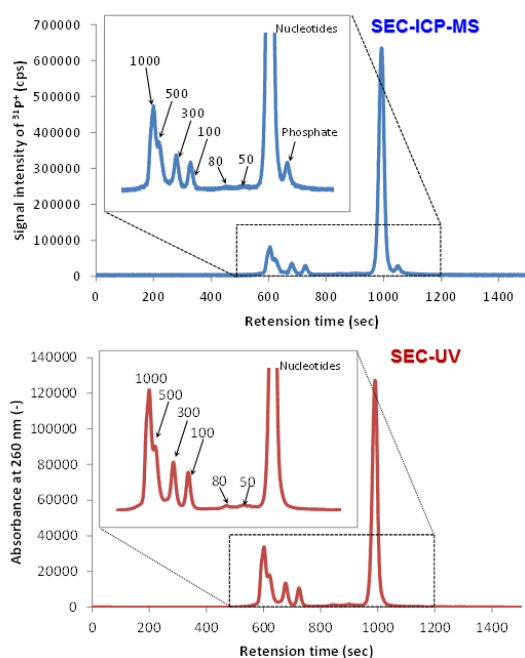 SEC-ICP-MS
Signal intensity of ³¹P⁺ (cps)
700000
600000
500000
400000
300000
200000
100000
0
Nucleotides
1000
500
300
100
80
50
Phosphate
0 200 400 600 800 1000 1200 1400
Retention time (sec)
SEC-UV
Absorbance at 260 nm (-)
140000
120000
100000
80000
60000
40000
20000
0
Nucleotides
1000
500
300
100
80
50
0 200 400 600 800 1000 1200 1400
Retention time (sec)